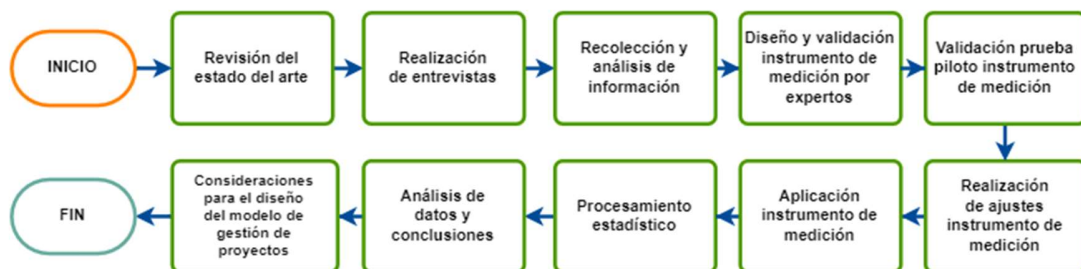 INICIO
Revisión del
estado del arte
Realización
de entrevistas
Recolección y
análisis de
información
Diseño y validación
instrumento de
medición por
expertos
Validación prueba
piloto instrumento
de medición
Realización
de ajustes
instrumento de
medición
Aplicación
instrumento de
medición
Procesamiento
estadístico
Análisis de
datos y
conclusiones
Consideraciones
para el diseño
del modelo de
gestión de
proyectos
FIN